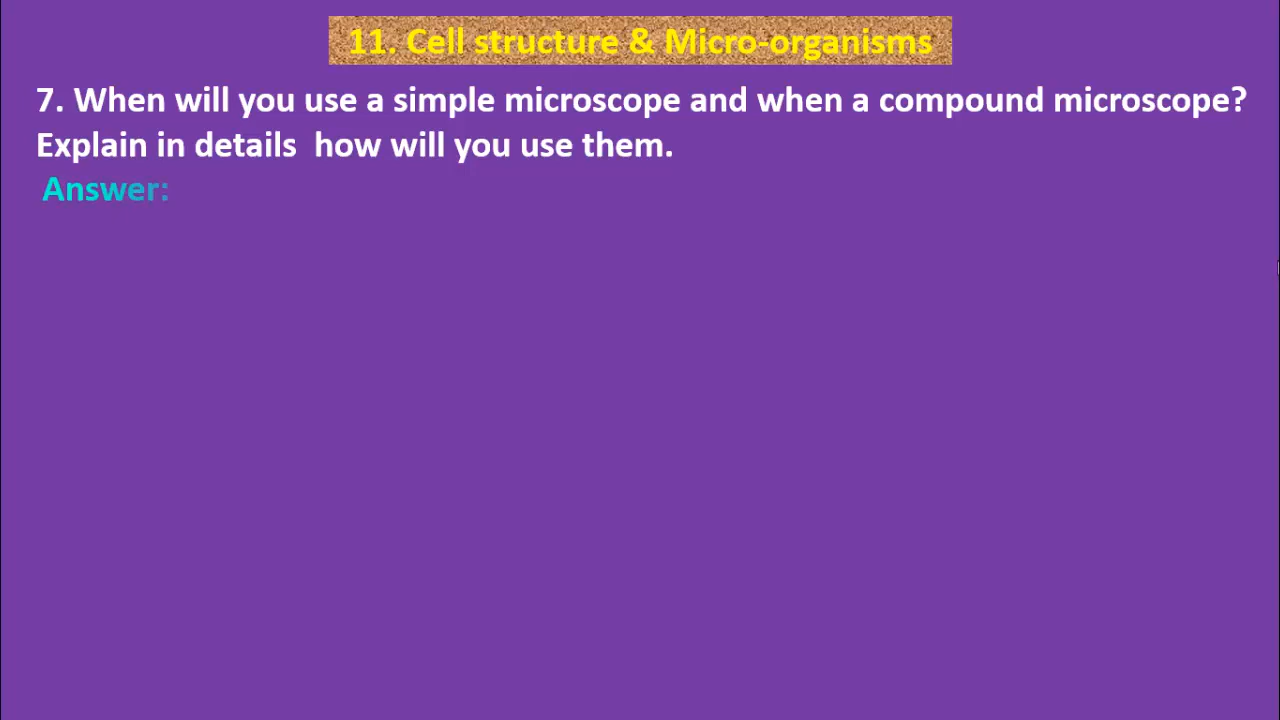 11. Cell structure & Micro-organisms
7. When will you use a simple microscope and when a compound microscope?
Explain in details  how will you use them.
Answer: